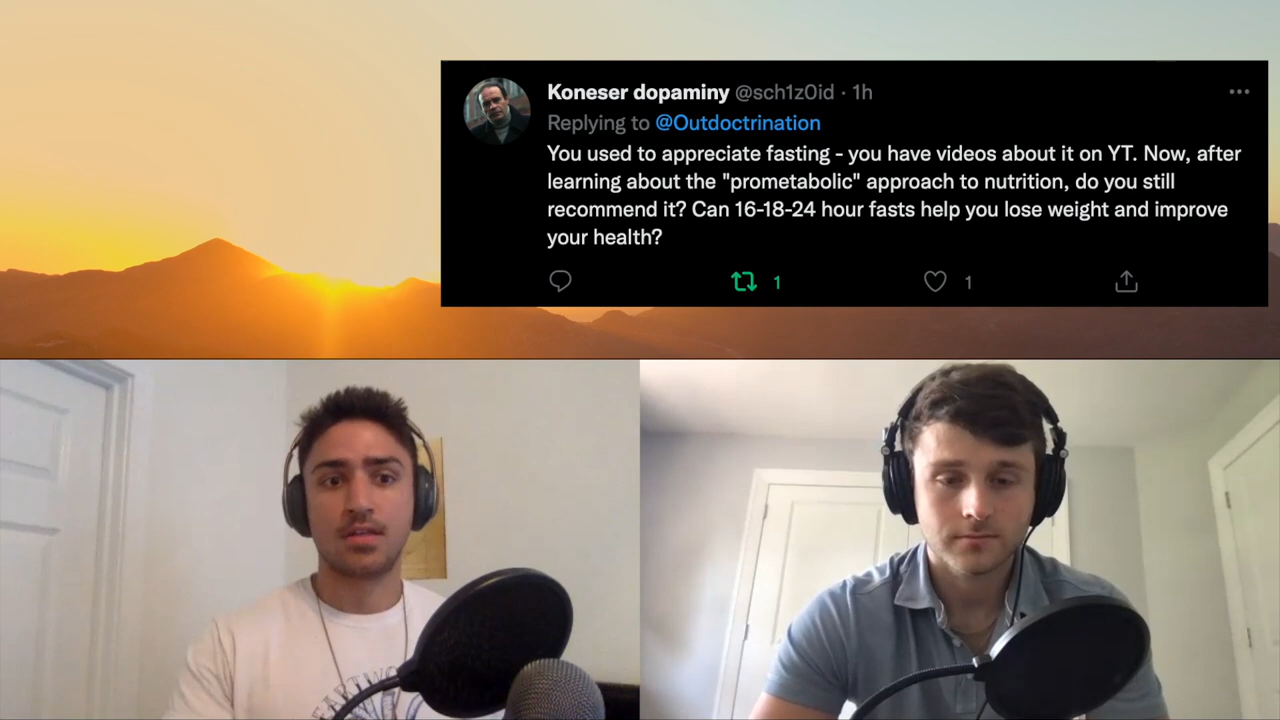 Koneser dopaminy @sch1z0id · 1h
Replying to @Outdoctrination
You used to appreciate fasting - you have videos about it on YT. Now, after
learning about the "prometabolic" approach to nutrition, do you still
recommend it? Can 16-18-24 hour fasts help you lose weight and improve
your health?
1
1